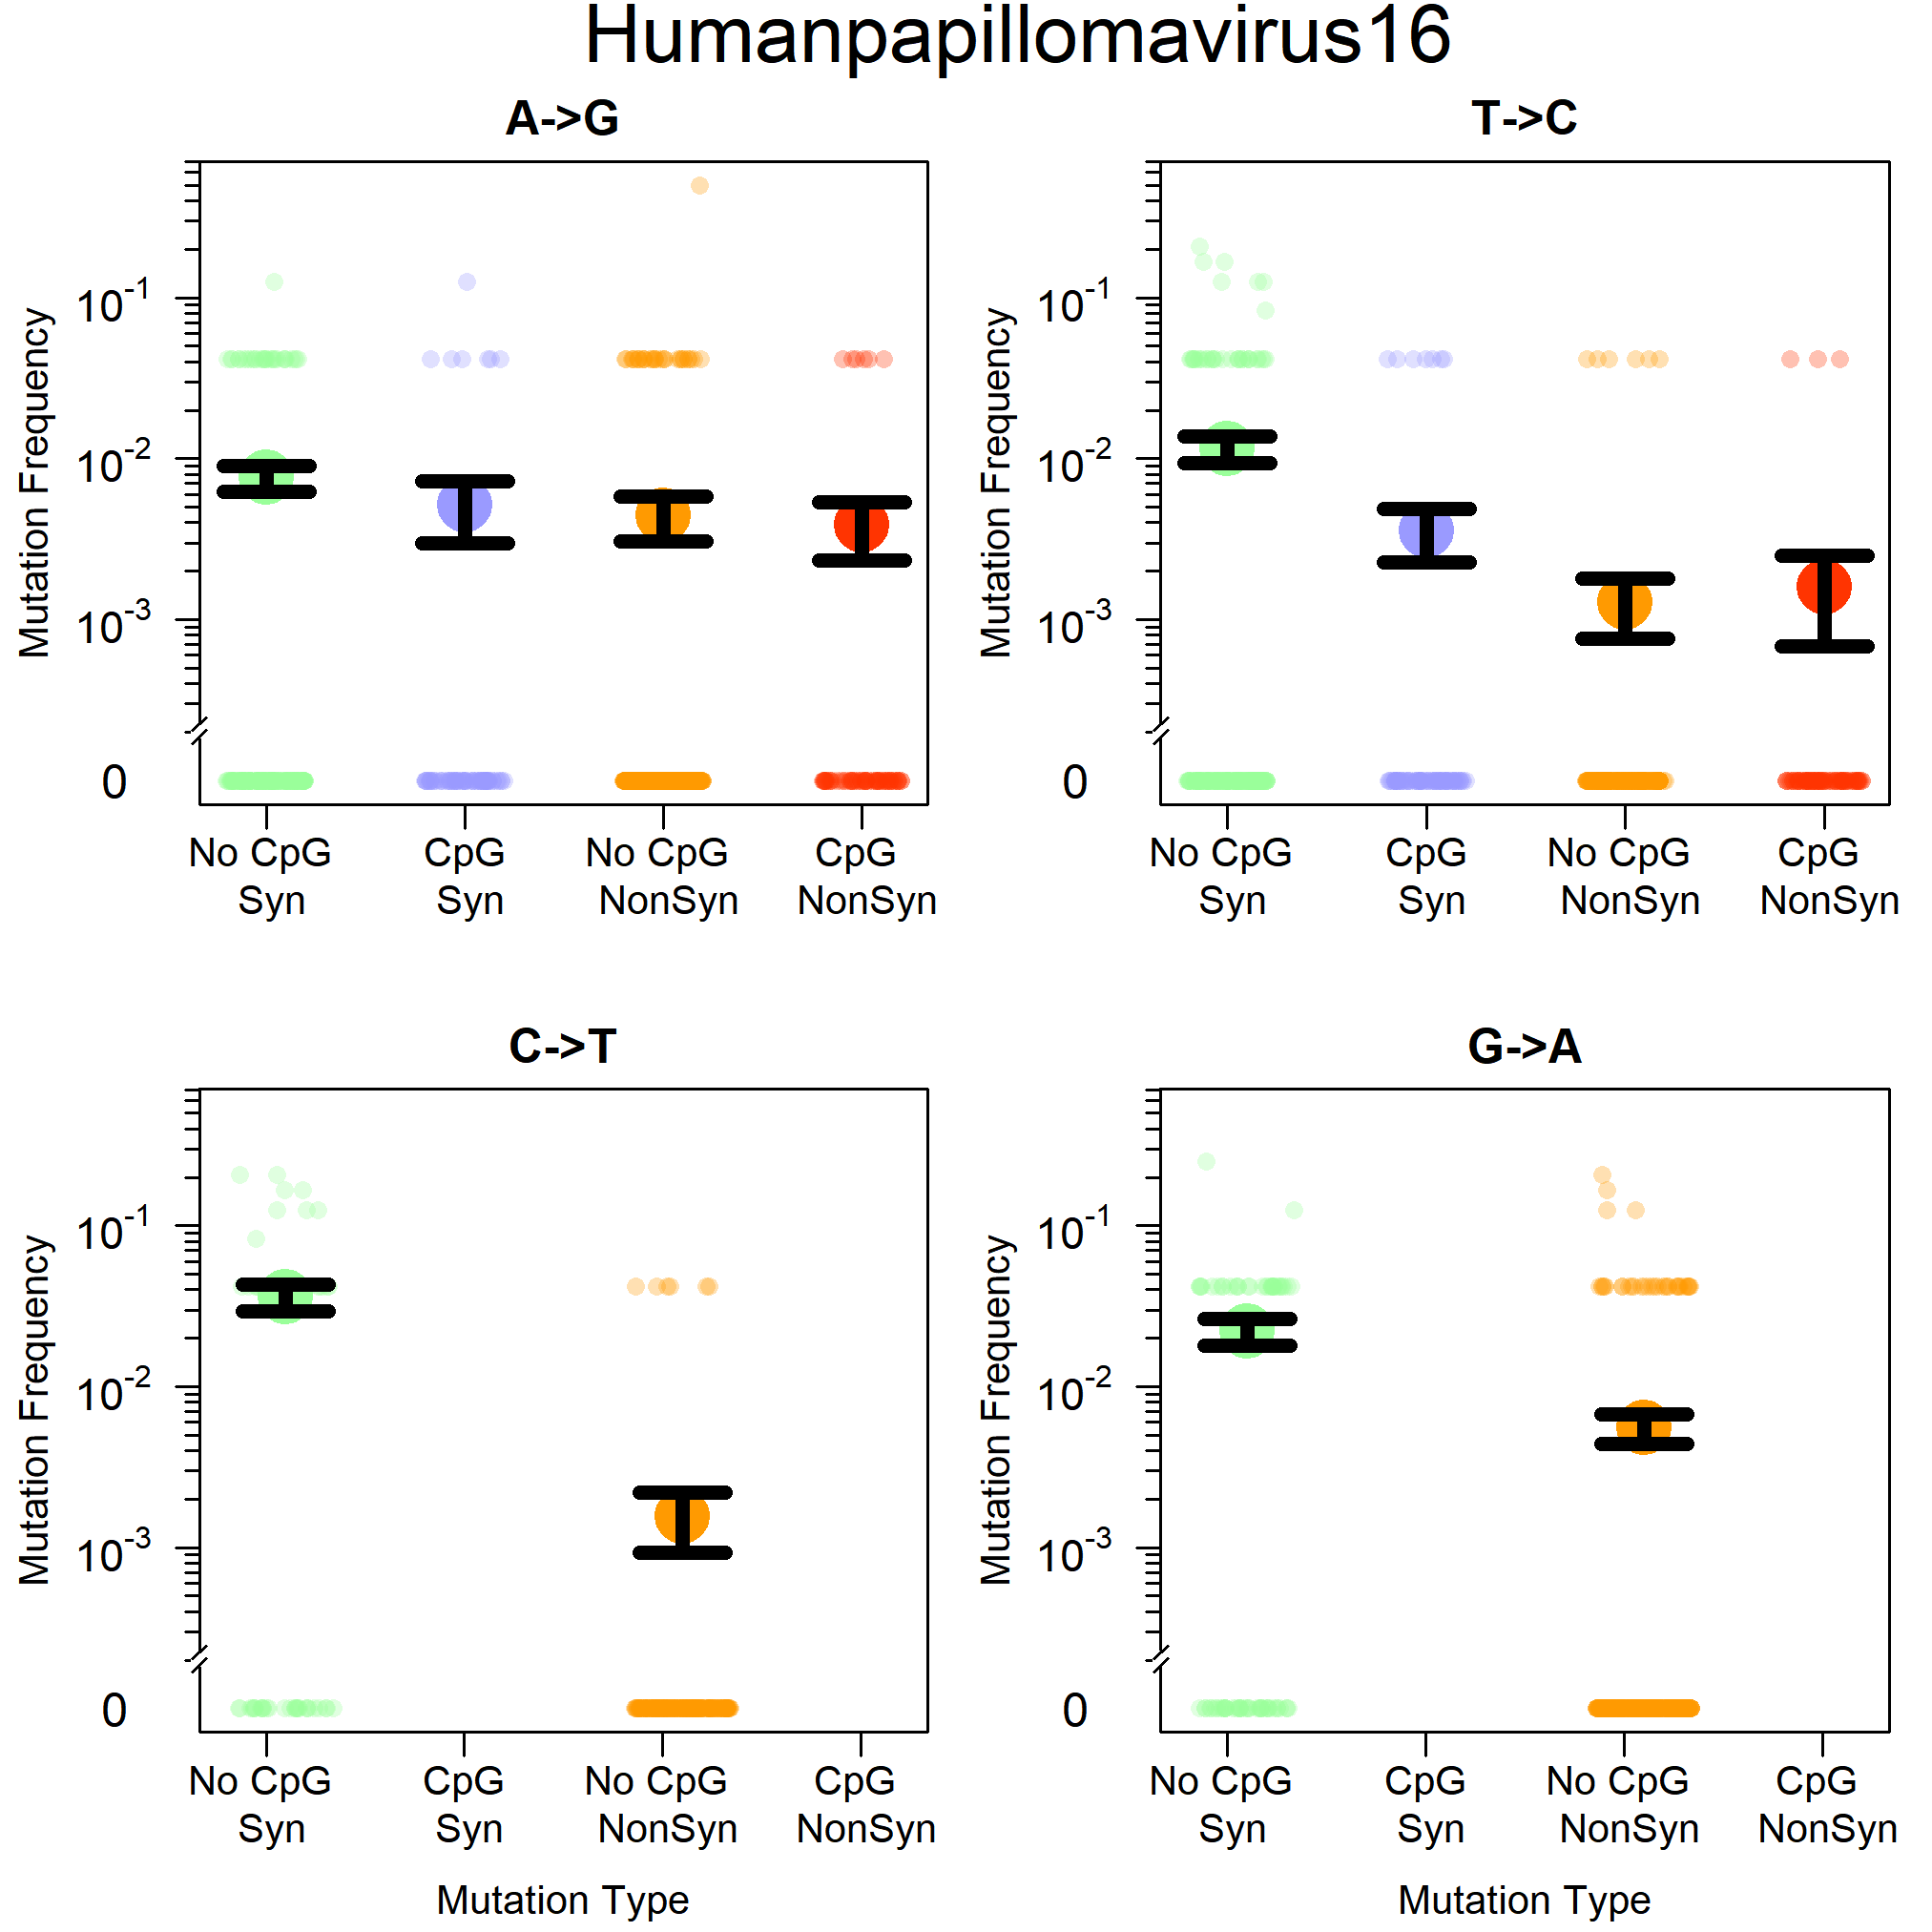 Humanpapillomavirus16
A->G
T->C
Mutation Frequency
10-1
10-2
10-3
0
No CpG CpG No CpG CpG
Syn Syn NonSyn NonSyn
Mutation Frequency
10-1
10-2
10-3
0
No CpG CpG No CpG CpG
Syn Syn NonSyn NonSyn
C->T
G->A
Mutation Frequency
10-1
10-2
10-3
0
No CpG CpG No CpG CpG
Syn Syn NonSyn NonSyn
Mutation Type
Mutation Frequency
10-1
10-2
10-3
0
No CpG CpG No CpG CpG
Syn Syn NonSyn NonSyn
Mutation Type